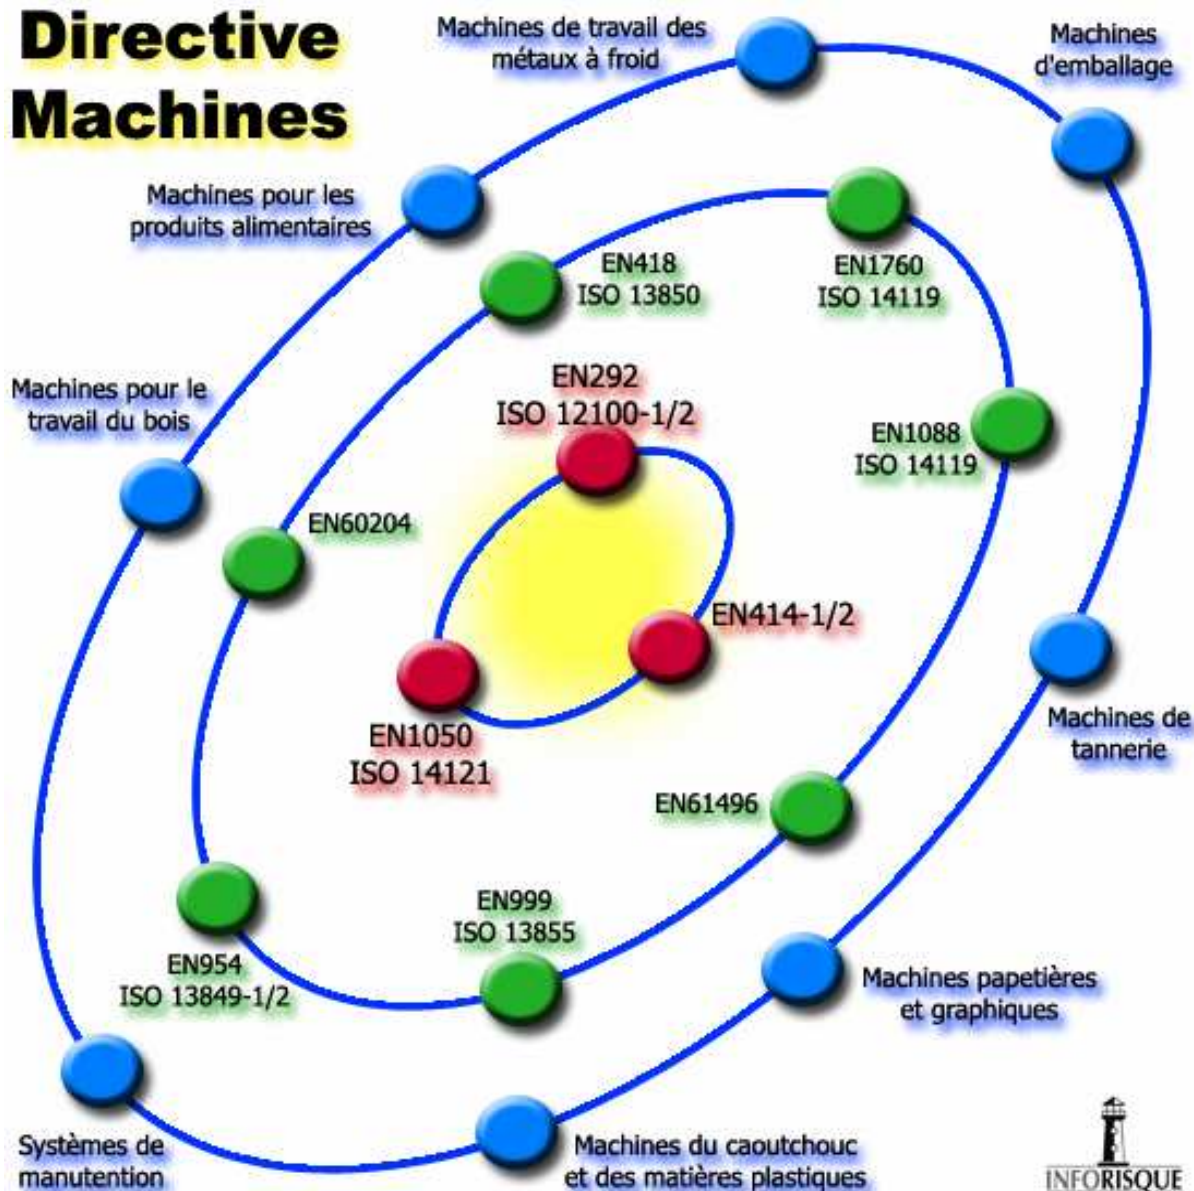 Directive
Machines
Machines de travail des
métaux à froid
Machines
d'emballage
Machines pour les
produits alimentaires
EN418
ISO 13850
EN1760
ISO 14119
Machines pour le
travail du bois
EN292
ISO 12100-1/2
EN1088
ISO 14119
EN60204
EN414-1/2
EN1050
ISO 14121
Machines de
tannerie
EN61496
EN999
ISO 13855
EN954
ISO 13849-1/2
Machines papetières
et graphiques
Systèmes de
manutention
Machines du caoutchouc
et des matières plastiques
INFORISQUE